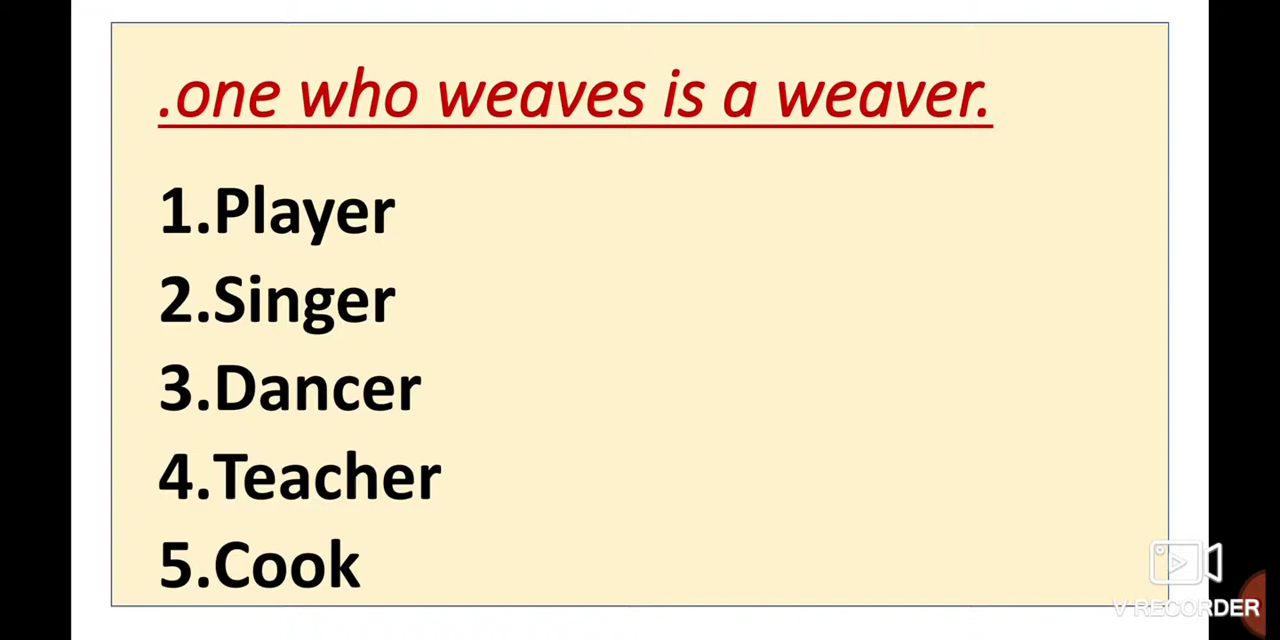 .one who weaves is a weaver.
1.Player
2.Singer
3.Dancer
4.Teacher
5.Cook
V RECORDER